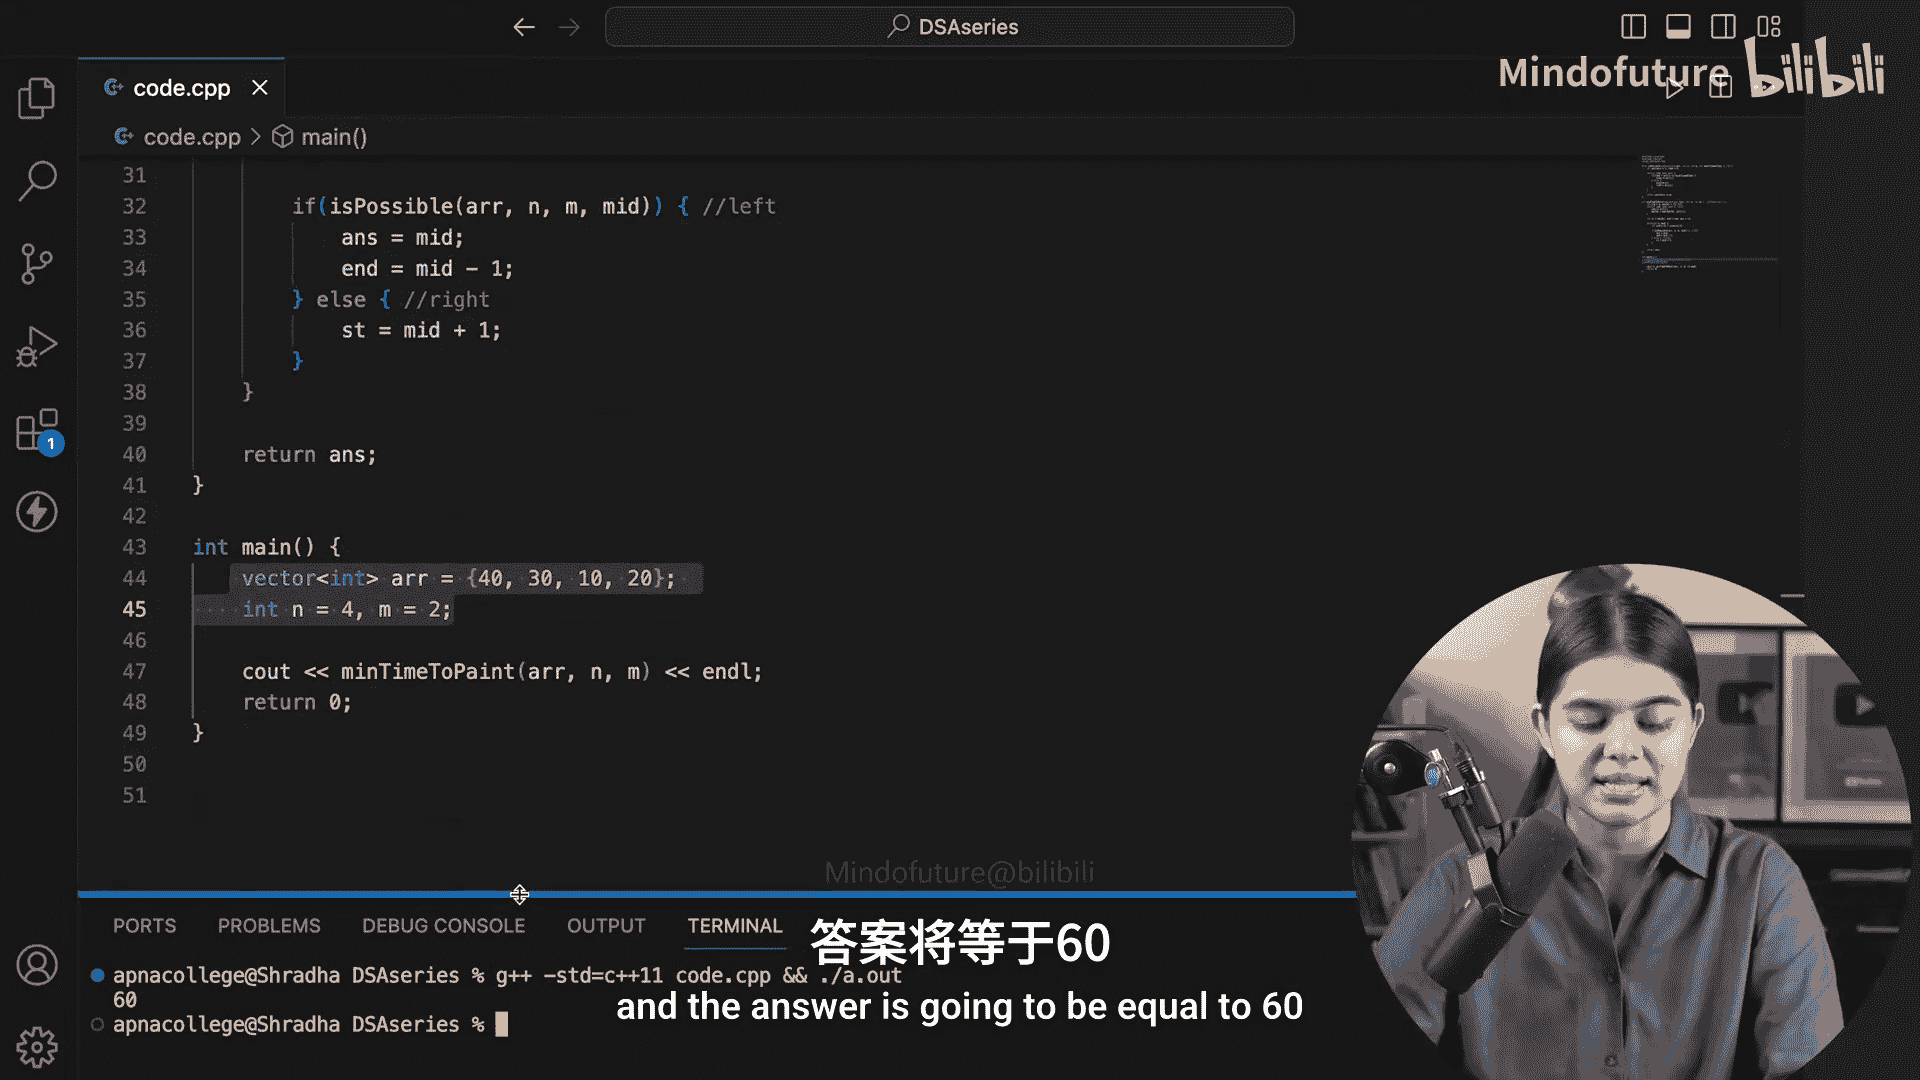 DSAseries
Mindofuture bilibili
code.cpp
code.cpp > main()
31
32 if(isPossible(arr, n, m, mid)) { //left
33 ans = mid;
34 end = mid - 1;
35 } else { //right
36 st = mid + 1;
37 }
38 }
39
40 return ans;
41 }
42
43 int main() {
44 vector<int> arr = {40, 30, 10, 20};
45 int n = 4, m = 2;
46
47 cout << minTimeToPaint(arr, n, m) << endl;
48 return 0;
49 }
50
51
1
Mindofuture@bilibili
PORTS PROBLEMS DEBUG CONSOLE OUTPUT TERMINAL
答案将等于60
apnacollege@Shradha DSAseries % g++ -std=c++11 code.cpp && ./a.out
60
and the answer is going to be equal to 60
apnacollege@Shradha DSAseries %